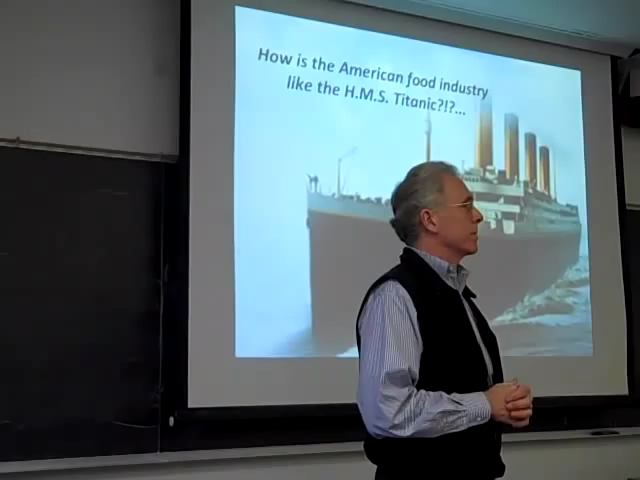 How is the American food industry
like the H.M.S. Titanic?!?...